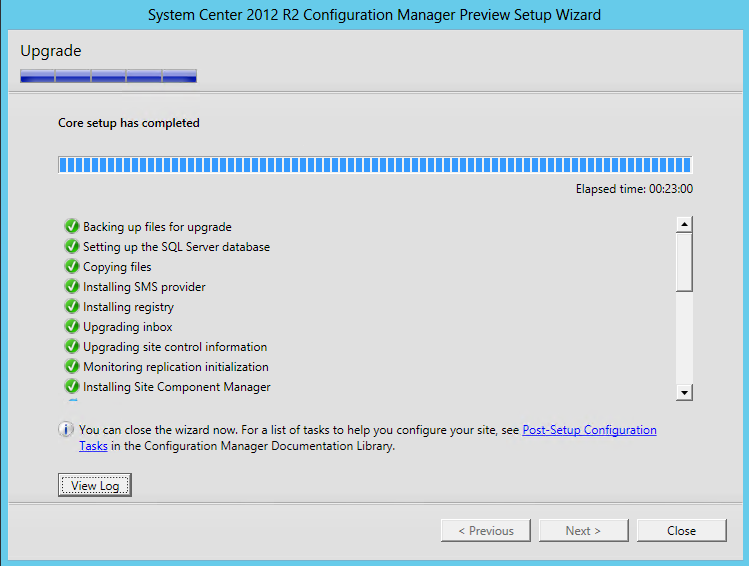 System Center 2012 R2 Configuration Manager Preview Setup Wizard
Upgrade
Core setup has completed
Elapsed time: 00:23:00
Backing up files for upgrade
Setting up the SQL Server database
Copying files
Installing SMS provider
Installing registry
Upgrading inbox
Upgrading site control information
Monitoring replication initialization
Installing Site Component Manager
You can close the wizard now. For a list of tasks to help you configure your site, see Post-Setup Configuration
Tasks in the Configuration Manager Documentation Library.
View Log
< Previous
Next >
Close